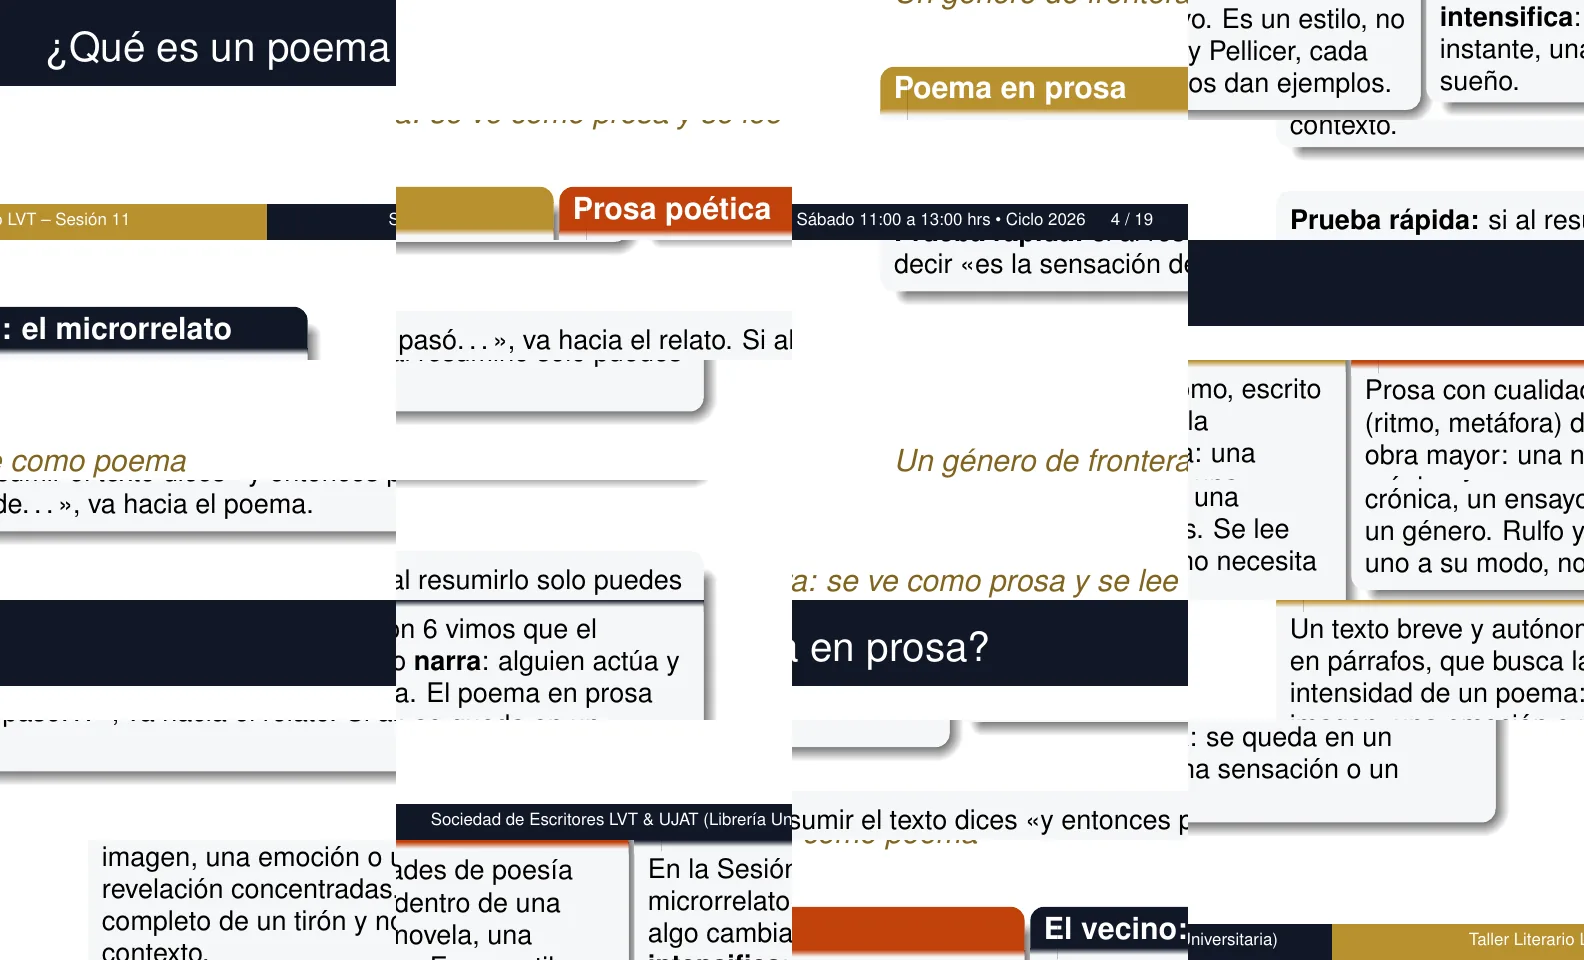 ¿Qué es un poema
Poema en prosa
vo. Es un estilo, no
y Pellicer, cada
os dan ejemplos.
intensifica:
instante, una
sueño.
o LVT – Sesión 11
Prosa poética
Sábado 11:00 a 13:00 hrs • Ciclo 2026 4 / 19
contexto.
Prueba rápida: si al resu
: el microrrelato
pasó...», va hacia el relato. Si al
decir «es la sensación de
e como poema
Un género de frontera
omo, escrito
la
a: una
Prosa con cualidad
(ritmo, metáfora) d
obra mayor: una n
de...», va hacia el poema.
al resumirlo solo puedes
a: se ve como prosa y se lee
una
s. Se lee
no necesita
crónica, un ensayo
un género. Rulfo y
uno a su modo, no
ón 6 vimos que el
o narra: alguien actúa y
a. El poema en prosa
a en prosa?
Un texto breve y autónom
en párrafos, que busca la
intensidad de un poema:
Sociedad de Escritores LVT & UJAT (Librería Un
sumir el texto dices «y entonces p
: se queda en un
na sensación o un
imagen, una emoción o u
revelación concentradas.
completo de un tirón y no
contexto.
ades de poesía
dentro de una
novela, una
En la Sesión
microrrelato
algo cambia
El vecino:
Universitaria)
Taller Literario L